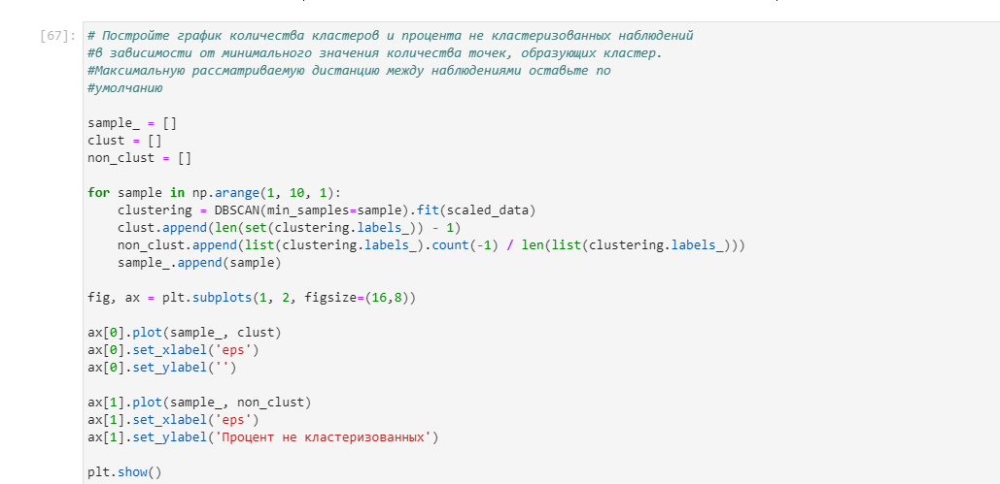 [67]: # Постройте график количества кластеров и процента не кластеризованных наблюдений
#в зависимости от минимального значения количества точек, образующих кластер.
#Максимальную рассматриваемую дистанцию между наблюдениями оставьте по
#умолчанию
sample_ = []
clust = []
non_clust = []
for sample in np.arange(1, 10, 1):
    clustering = DBSCAN(min_samples=sample).fit(scaled_data)
    clust.append(len(set(clustering.labels_)) - 1)
    non_clust.append(list(clustering.labels_).count(-1) / len(list(clustering.labels_)))
    sample_.append(sample)
fig, ax = plt.subplots(1, 2, figsize=(16,8))
ax[0].plot(sample_, clust)
ax[0].set_xlabel('eps')
ax[0].set_ylabel('')
ax[1].plot(sample_, non_clust)
ax[1].set_xlabel('eps')
ax[1].set_ylabel('Процент не кластеризованных')
plt.show()